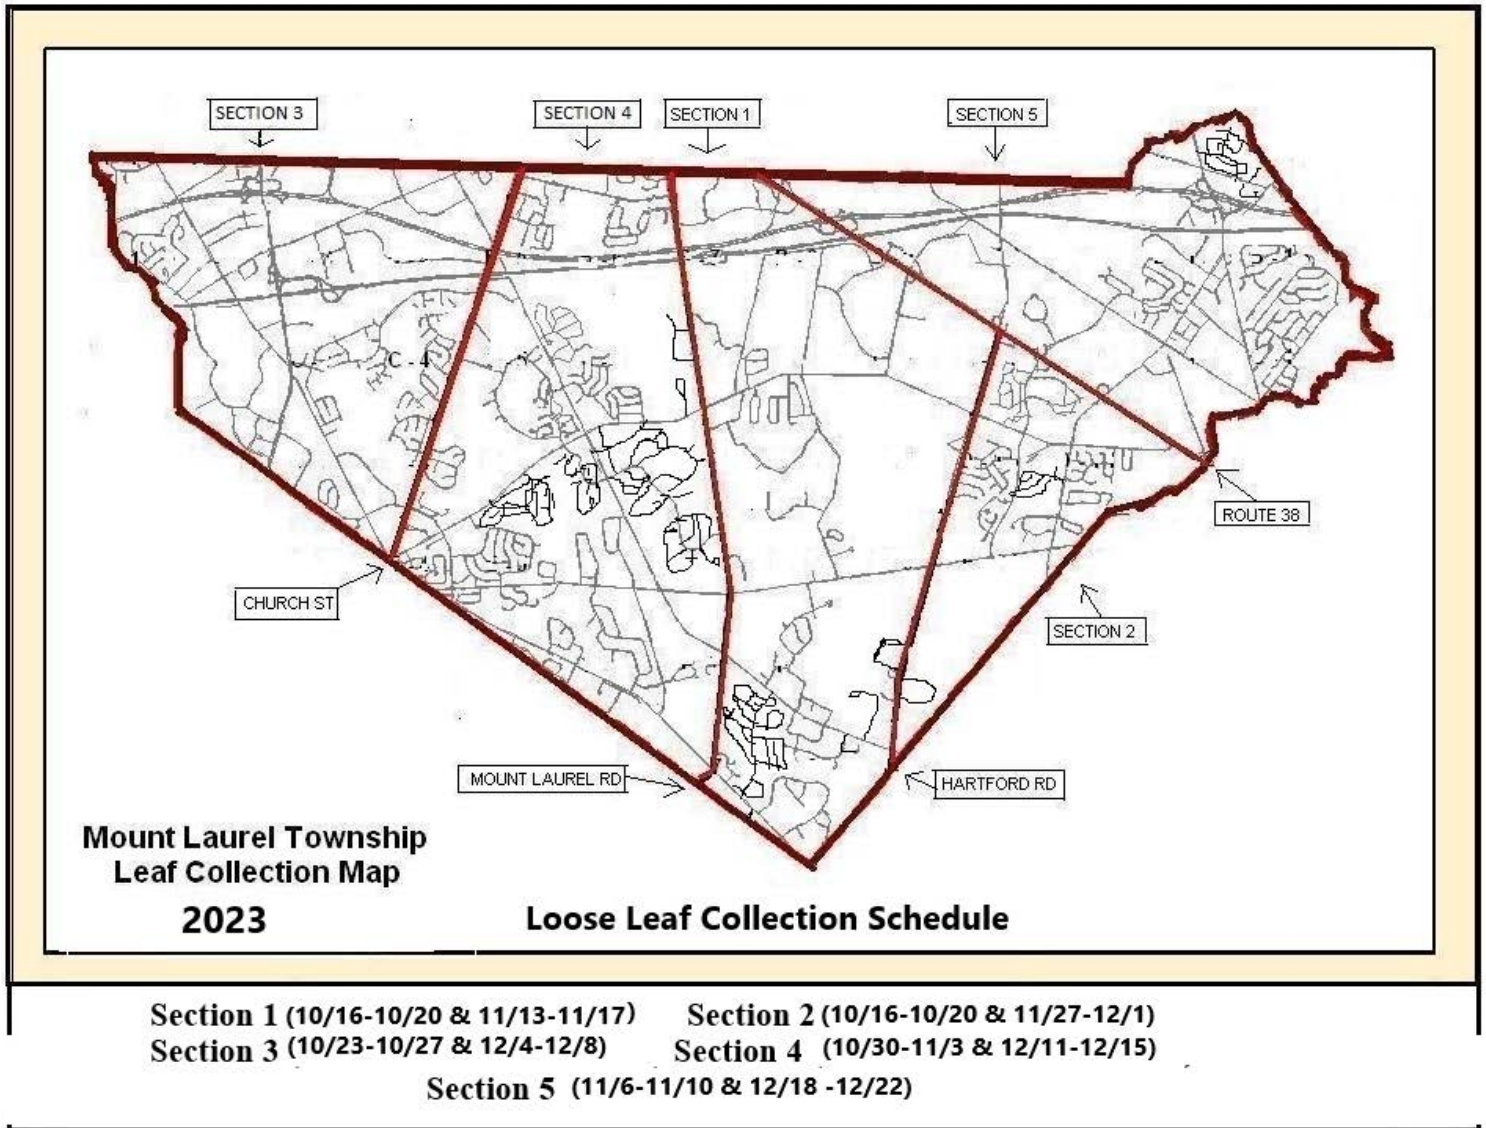 SECTION 3
SECTION 4
SECTION 1
SECTION 5
C - 4
ROUTE 38
CHURCH ST
SECTION 2
MOUNT LAUREL RD
HARTFORD RD
Mount Laurel Township
Leaf Collection Map
2023
Loose Leaf Collection Schedule
Section 1 (10/16-10/20 & 11/13-11/17)
Section 2 (10/16-10/20 & 11/27-12/1)
Section 3 (10/23-10/27 & 12/4-12/8)
Section 4 (10/30-11/3 & 12/11-12/15)
Section 5 (11/6-11/10 & 12/18 -12/22)